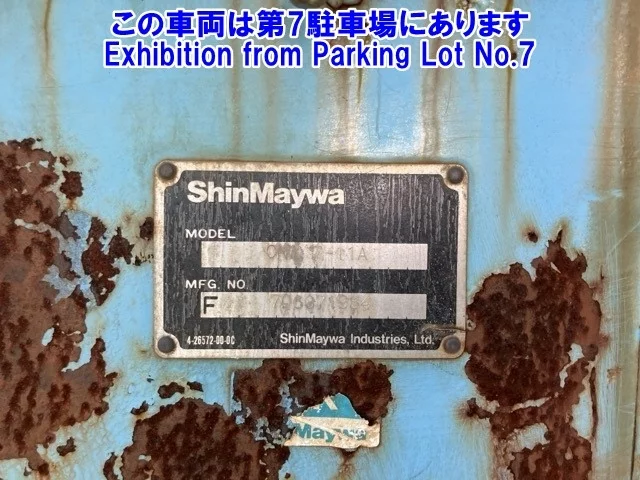 この車両は第7駐車場にあります
Exhibition from Parking Lot No.7
ShinMaywa
MODEL
MFG. NO
F
4-26572-00-0C
ShinMaywa Industries, Ltd.
Maywa